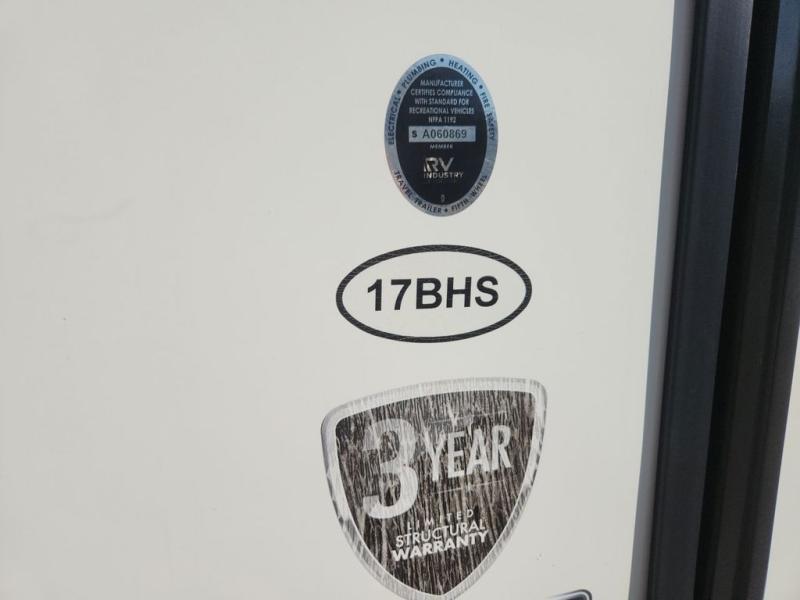 ELECTRICAL • PLUMBING • HEATING • FIRE SAFETY
MANUFACTURER
CERTIFIES COMPLIANCE
WITH STANDARD FOR
RECREATIONAL VEHICLES
NFPA 1192
S A060869
MEMBER
RV
INDUSTRY
TRAVEL TRAILER • FIFTH WHEEL
17BHS
3 YEAR
LIMITED
STRUCTURAL
WARRANTY